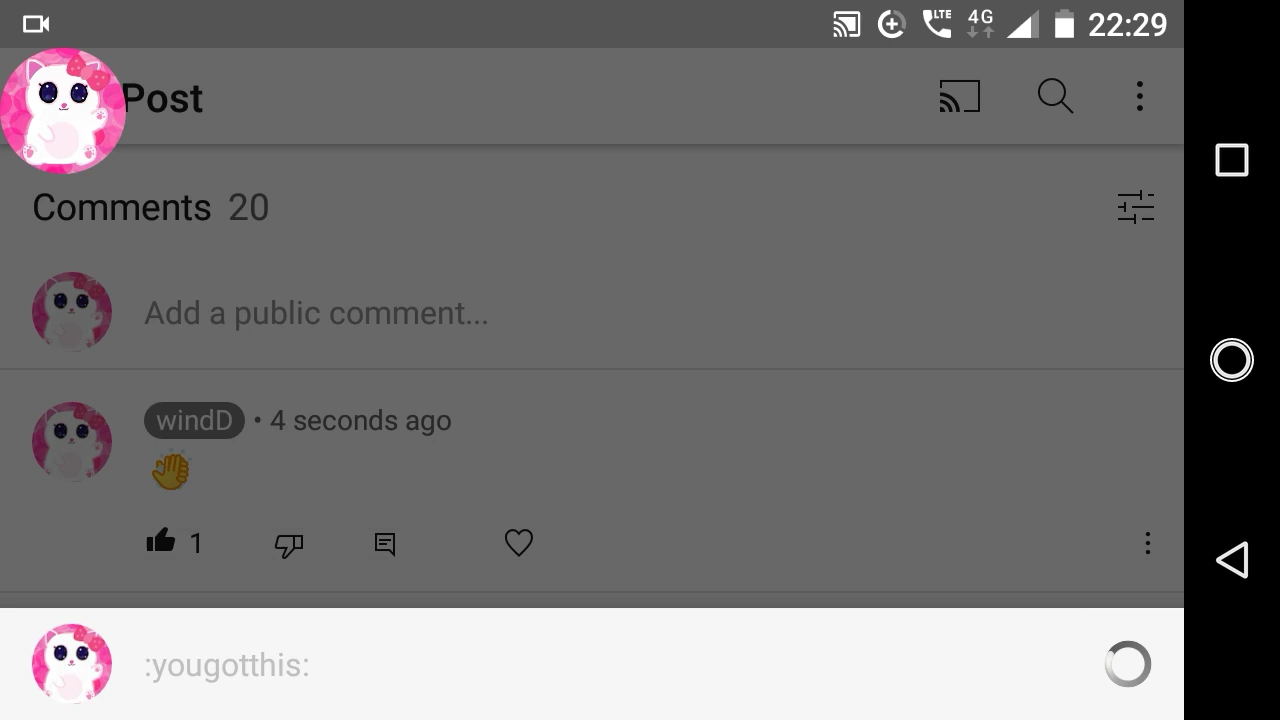 LTE 4G 22:29
Post
Comments 20
Add a public comment...
windD • 4 seconds ago
👏
1
:yougotthis: